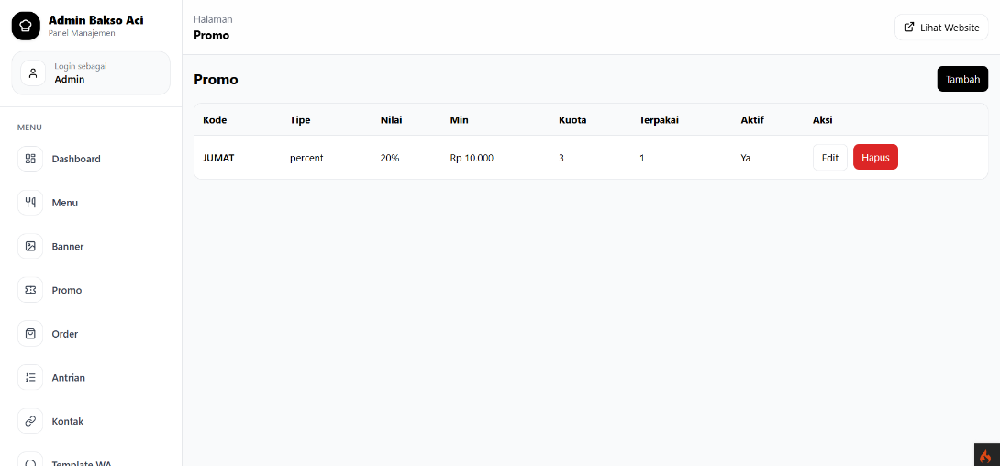 Admin Bakso Aci
Panel Manajemen
Login sebagai
Admin
MENU
Dashboard
Menu
Banner
Promo
Order
Antrian
Kontak
Template WA
Halaman
Promo
Lihat Website
Promo
Tambah
Kode Tipe Nilai Min Kuota Terpakai Aktif Aksi
JUMAT percent 20% Rp 10.000 3 1 Ya Edit Hapus